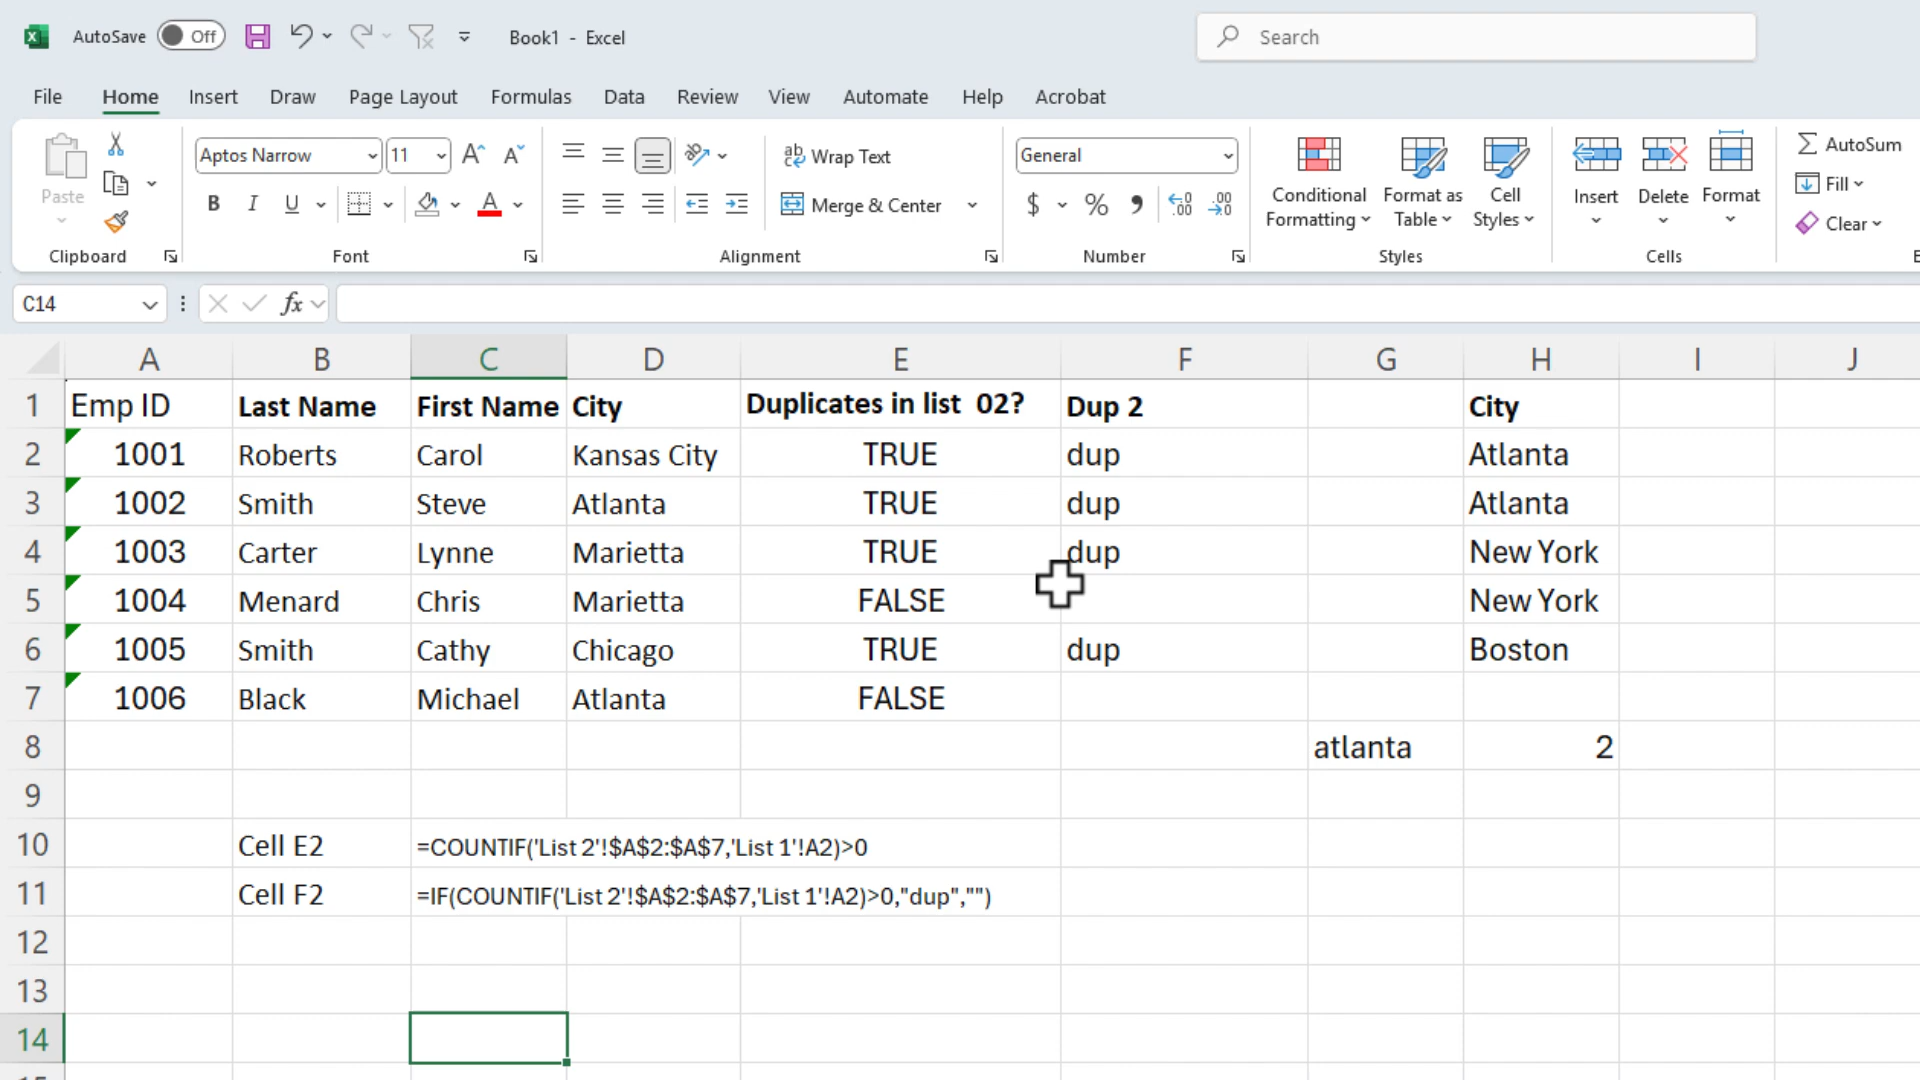 AutoSave Off Book1 - Excel Search
File Home Insert Draw Page Layout Formulas Data Review View Automate Help Acrobat
Paste
Clipboard
Aptos Narrow 11
B I U A
Font
ab Wrap Text
Merge & Center
Alignment
General
$ % 9 .00 .00
Number
Conditional Formatting
Format as Table
Cell Styles
Styles
Insert Delete Format
Cells
AutoSum
Fill
Clear
C14 fx
A B C D E F G H I J
1 Emp ID Last Name First Name City Duplicates in list 02? Dup 2 City
2 1001 Roberts Carol Kansas City TRUE dup Atlanta
3 1002 Smith Steve Atlanta TRUE dup Atlanta
4 1003 Carter Lynne Marietta TRUE dup New York
5 1004 Menard Chris Marietta FALSE New York
6 1005 Smith Cathy Chicago TRUE dup Boston
7 1006 Black Michael Atlanta FALSE
8 atlanta 2
9
10 Cell E2 =COUNTIF('List 2'!$A$2:$A$7,'List 1'!A2)>0
11 Cell F2 =IF(COUNTIF('List 2'!$A$2:$A$7,'List 1'!A2)>0,"dup","")
12
13
14